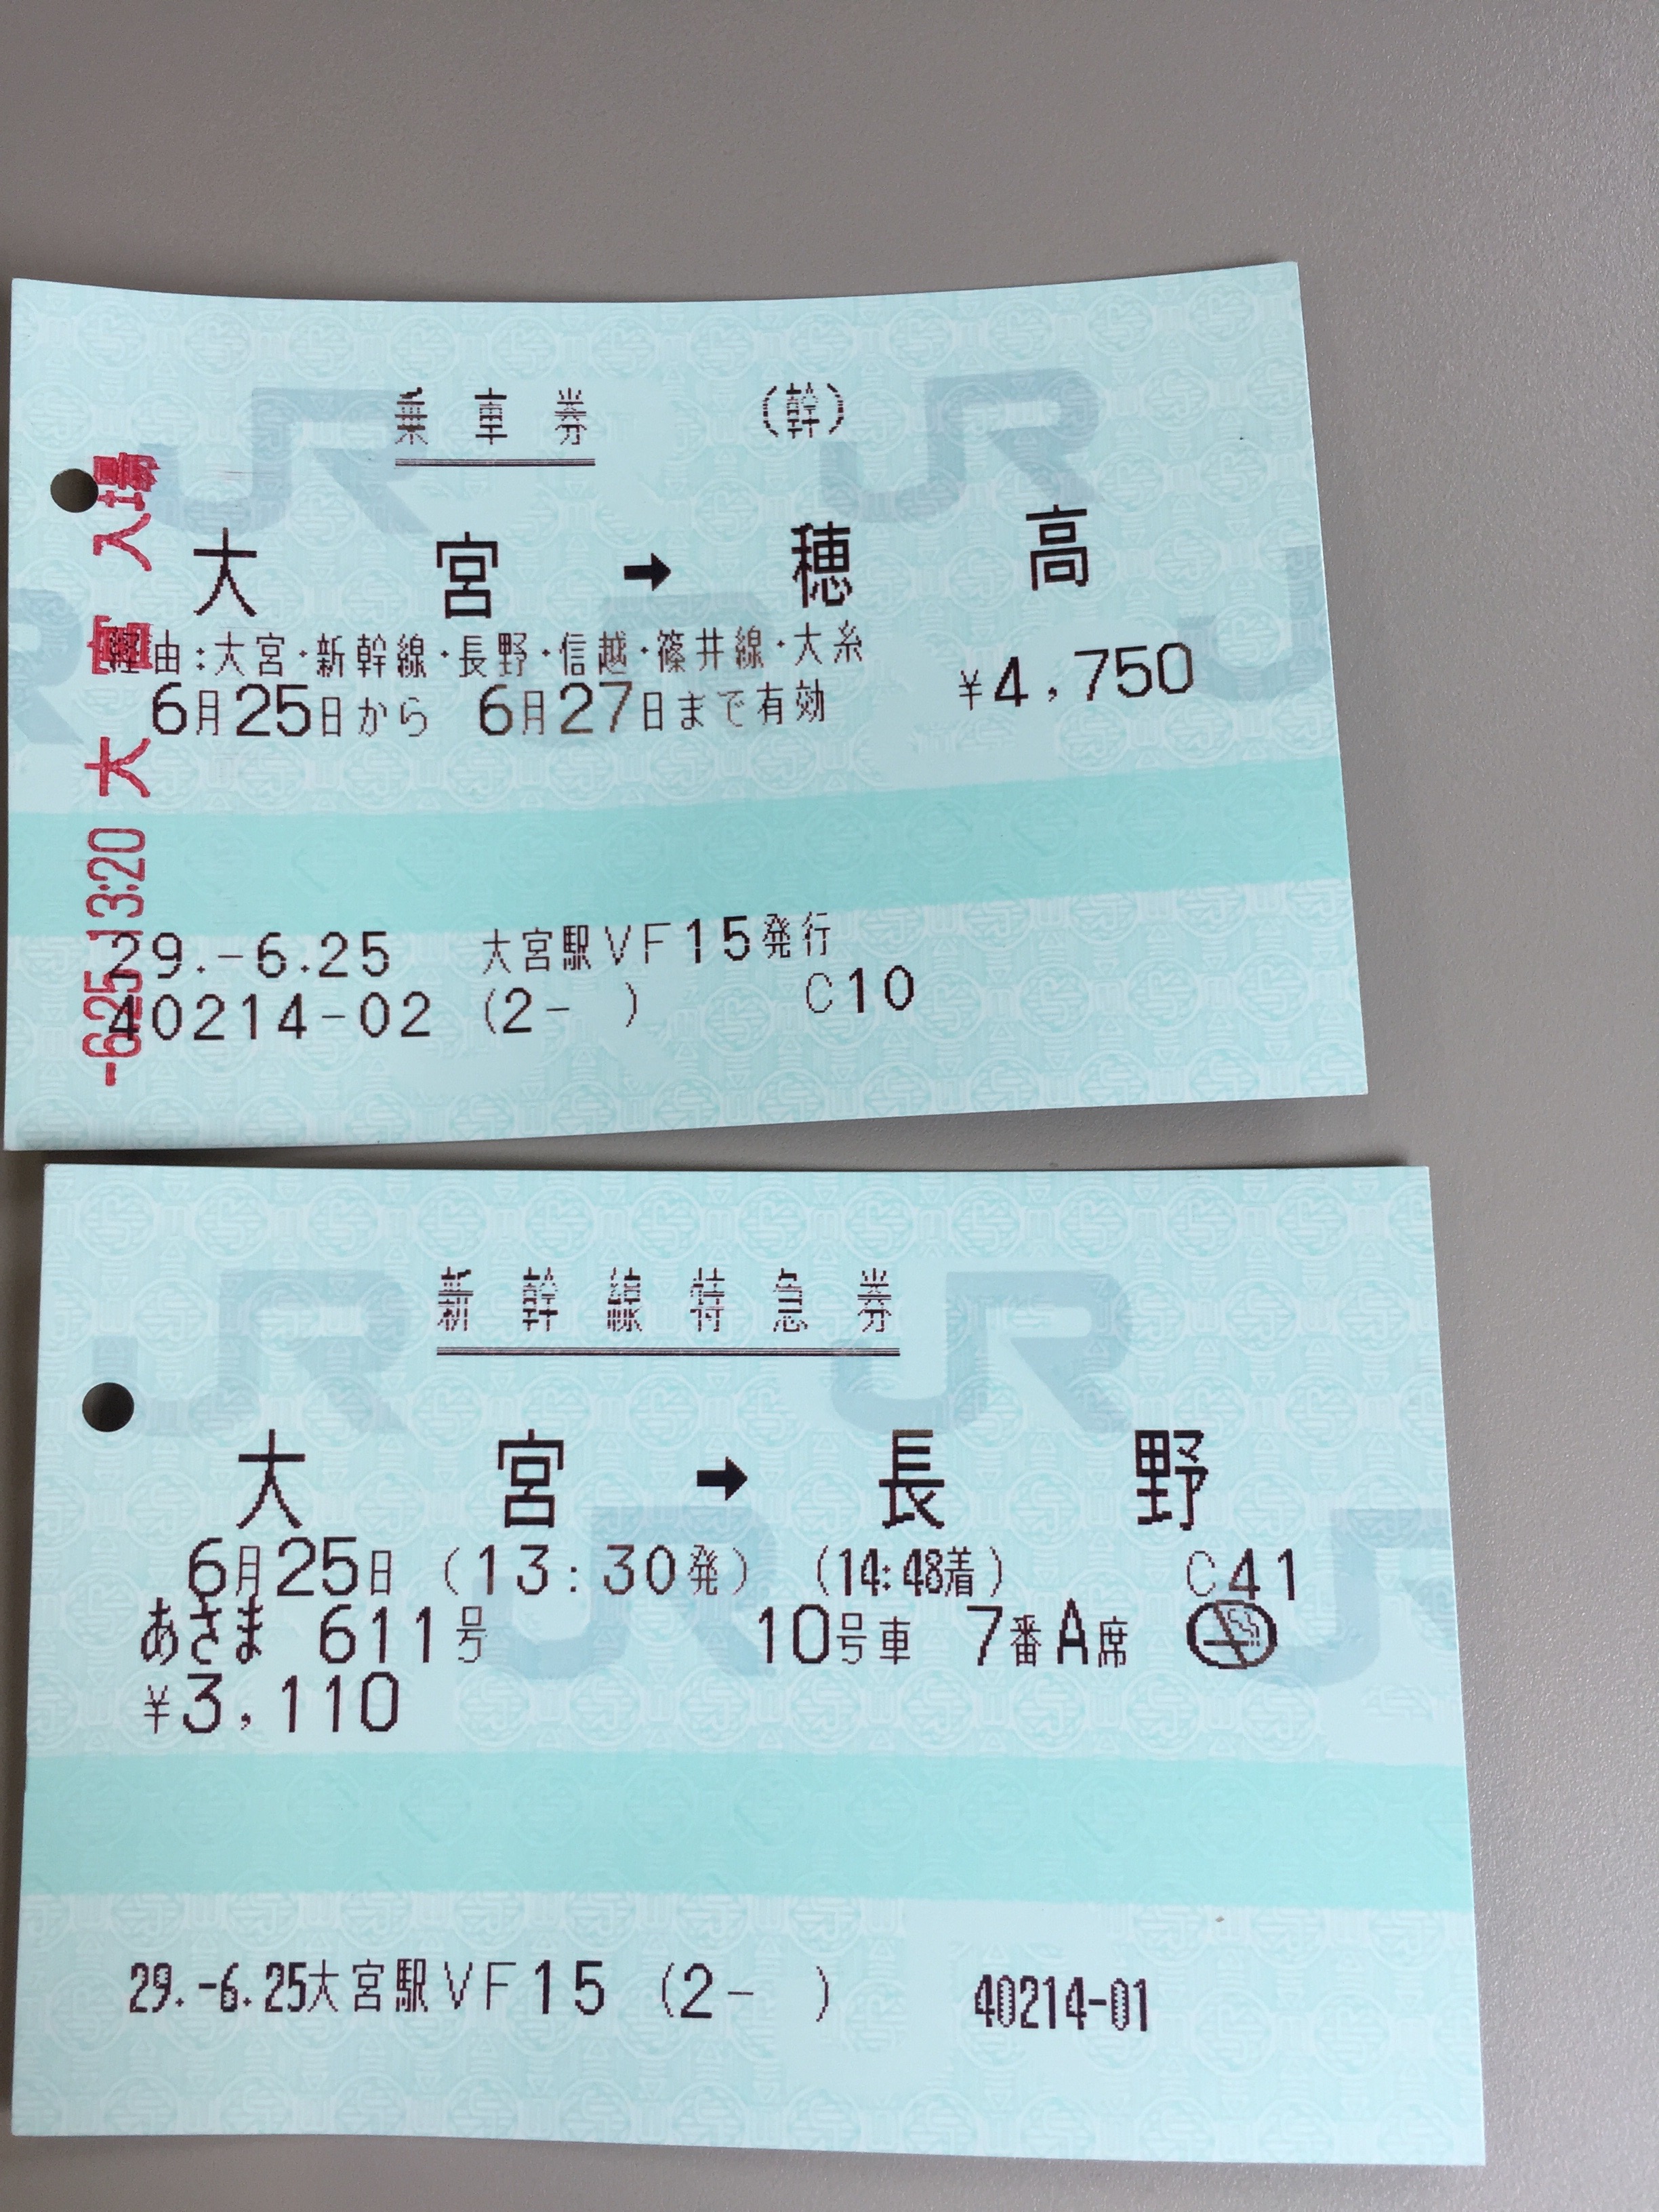 乗車券 (幹)
大宮 ➡ 穂高
経由:大宮・新幹線・長野・信越・篠井線・大糸
6月25日から 6月27日まで有効 ¥4,750
29.-6.25 大宮駅VF15発行
40214-02 (2- ) C10
-6.25 13:20 大宮 入場
新幹線特急券
大宮 ➡ 長野
6月25日 (13:30発) (14:48着) C41
あさま 611号 10号車 7番A席
¥3,110
29.-6.25大宮駅VF15 (2- ) 40214-01
JR
JR
JR
JR
JR
JR